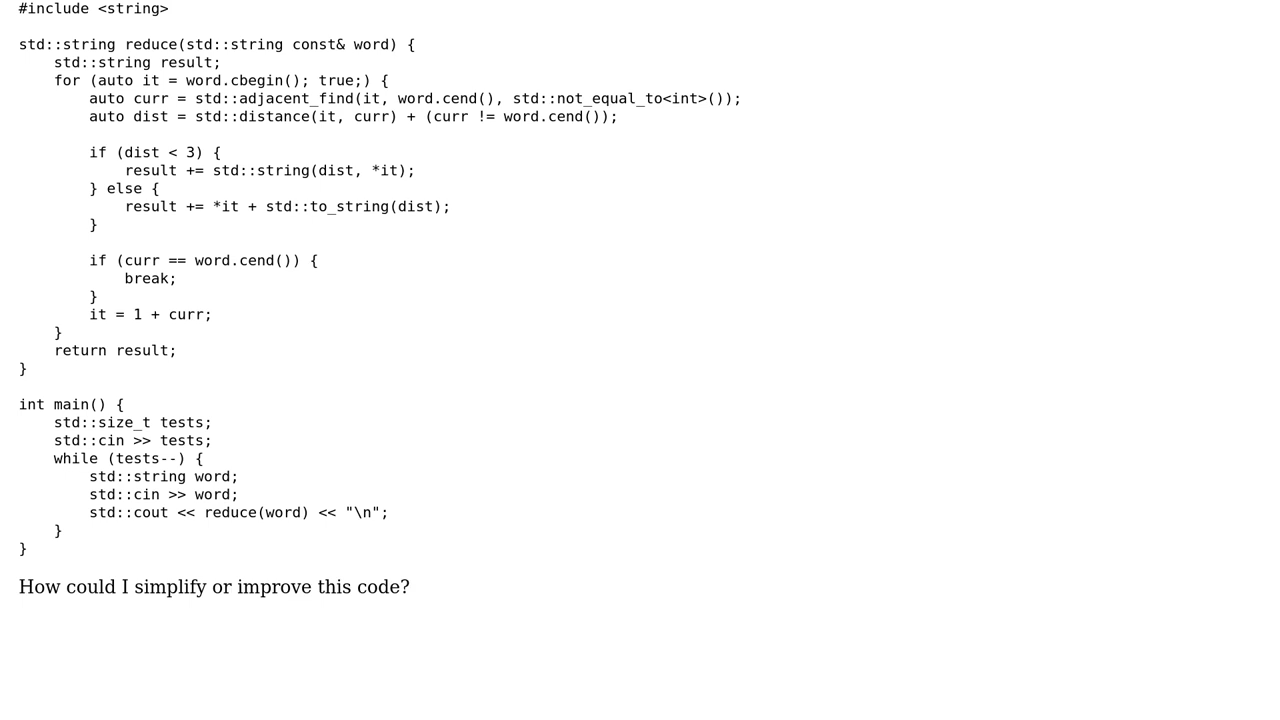 #include <string>

std::string reduce(std::string const& word) {
    std::string result;
    for (auto it = word.cbegin(); true;) {
        auto curr = std::adjacent_find(it, word.cend(), std::not_equal_to<int>());
        auto dist = std::distance(it, curr) + (curr != word.cend());

        if (dist < 3) {
            result += std::string(dist, *it);
        } else {
            result += *it + std::to_string(dist);
        }

        if (curr == word.cend()) {
            break;
        }
        it = 1 + curr;
    }
    return result;
}

int main() {
    std::size_t tests;
    std::cin >> tests;
    while (tests--) {
        std::string word;
        std::cin >> word;
        std::cout << reduce(word) << "\n";
    }
}

How could I simplify or improve this code?